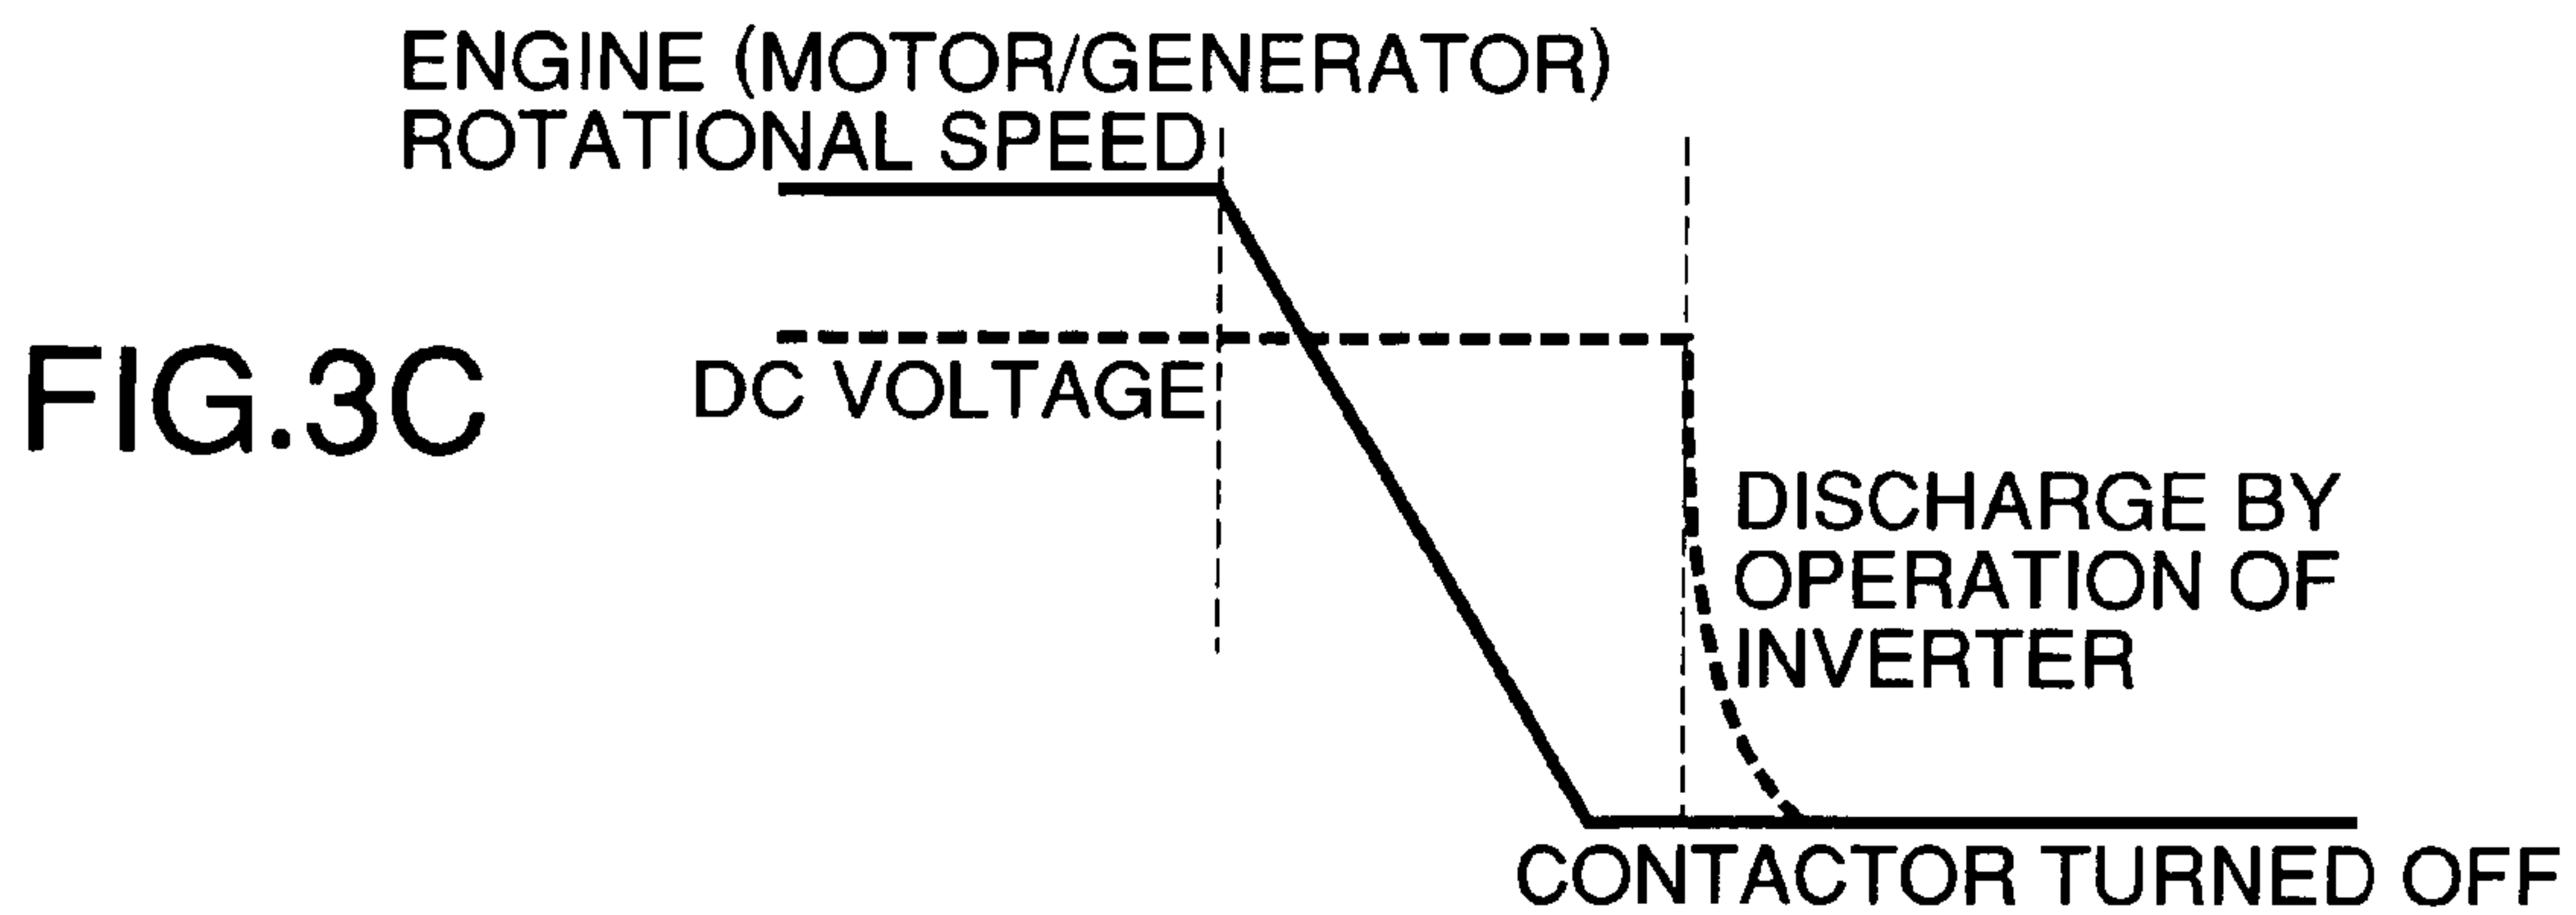 ENGINE (MOTOR/GENERATOR)
ROTATIONAL SPEED
FIG.3C
DC VOLTAGE
DISCHARGE BY
OPERATION OF
INVERTER
CONTACTOR TURNED OFF